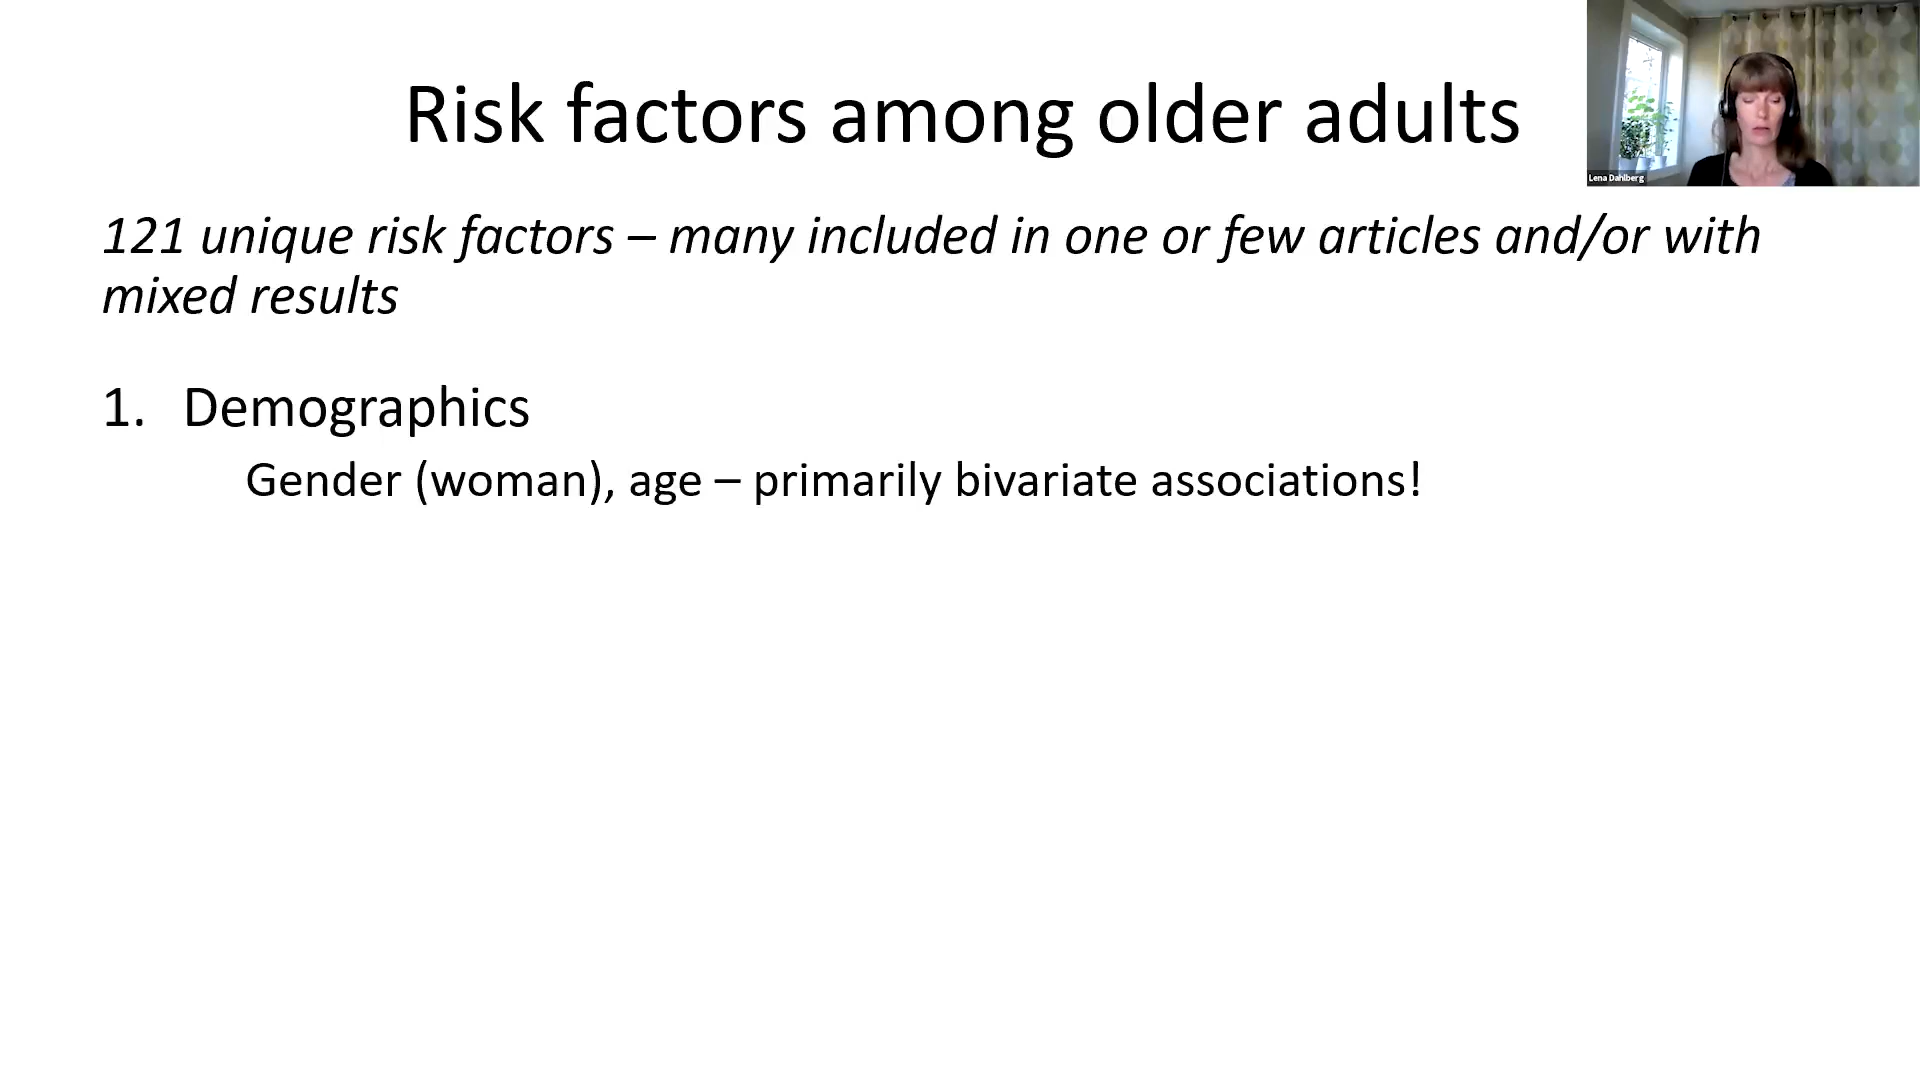 Risk factors among older adults
Lena Dahlberg
121 unique risk factors – many included in one or few articles and/or with
mixed results
1. Demographics
Gender (woman), age – primarily bivariate associations!